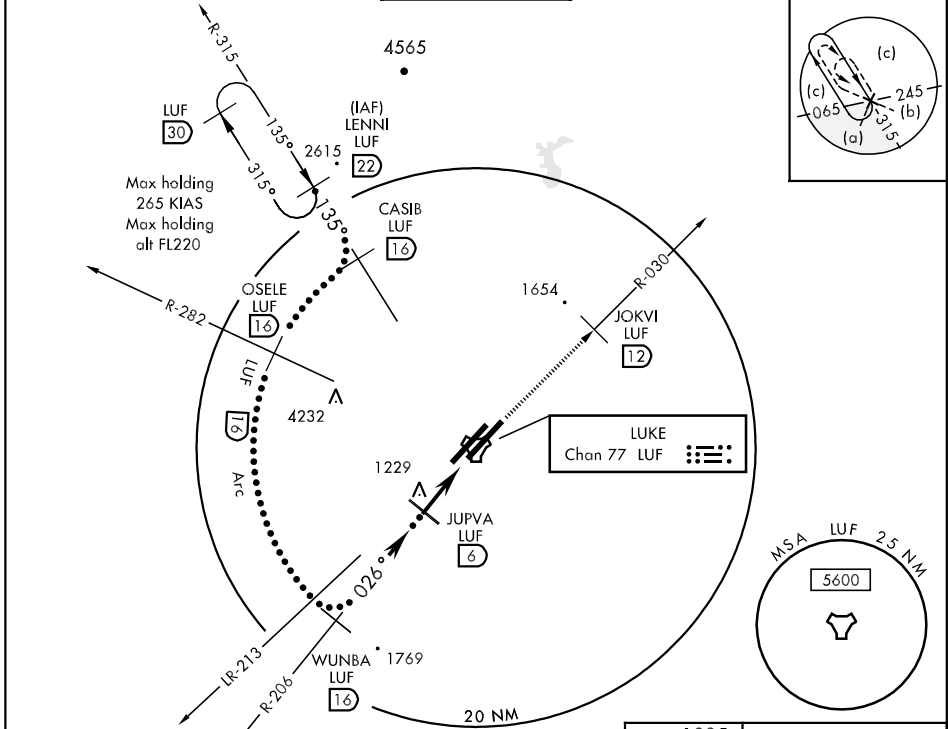 R-315
4565
LUF
30
135°
315°
(IAF)
LENNI
LUF
22
2615
135°
Max holding
265 KIAS
Max holding
alt FL220
CASIB
LUF
16
(c)
(c)
065
245
(b)
(a)
315
R-282
OSELE
LUF
16
1654
R-030
JOKVI
LUF
12
LUF
16
Arc
4232
LUKE
Chan 77 LUF
1229
JUPVA
LUF
6
026°
MSA LUF 25 NM
5600
LR-213
R-206
WUNBA
LUF
16
1769
20 NM